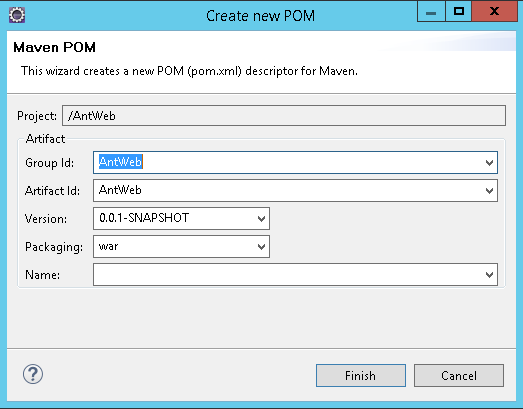 Create new POM
Maven POM
This wizard creates a new POM (pom.xml) descriptor for Maven.
Project: /AntWeb
Artifact
Group Id: AntWeb
Artifact Id: AntWeb
Version: 0.0.1-SNAPSHOT
Packaging: war
Name:
? Finish Cancel